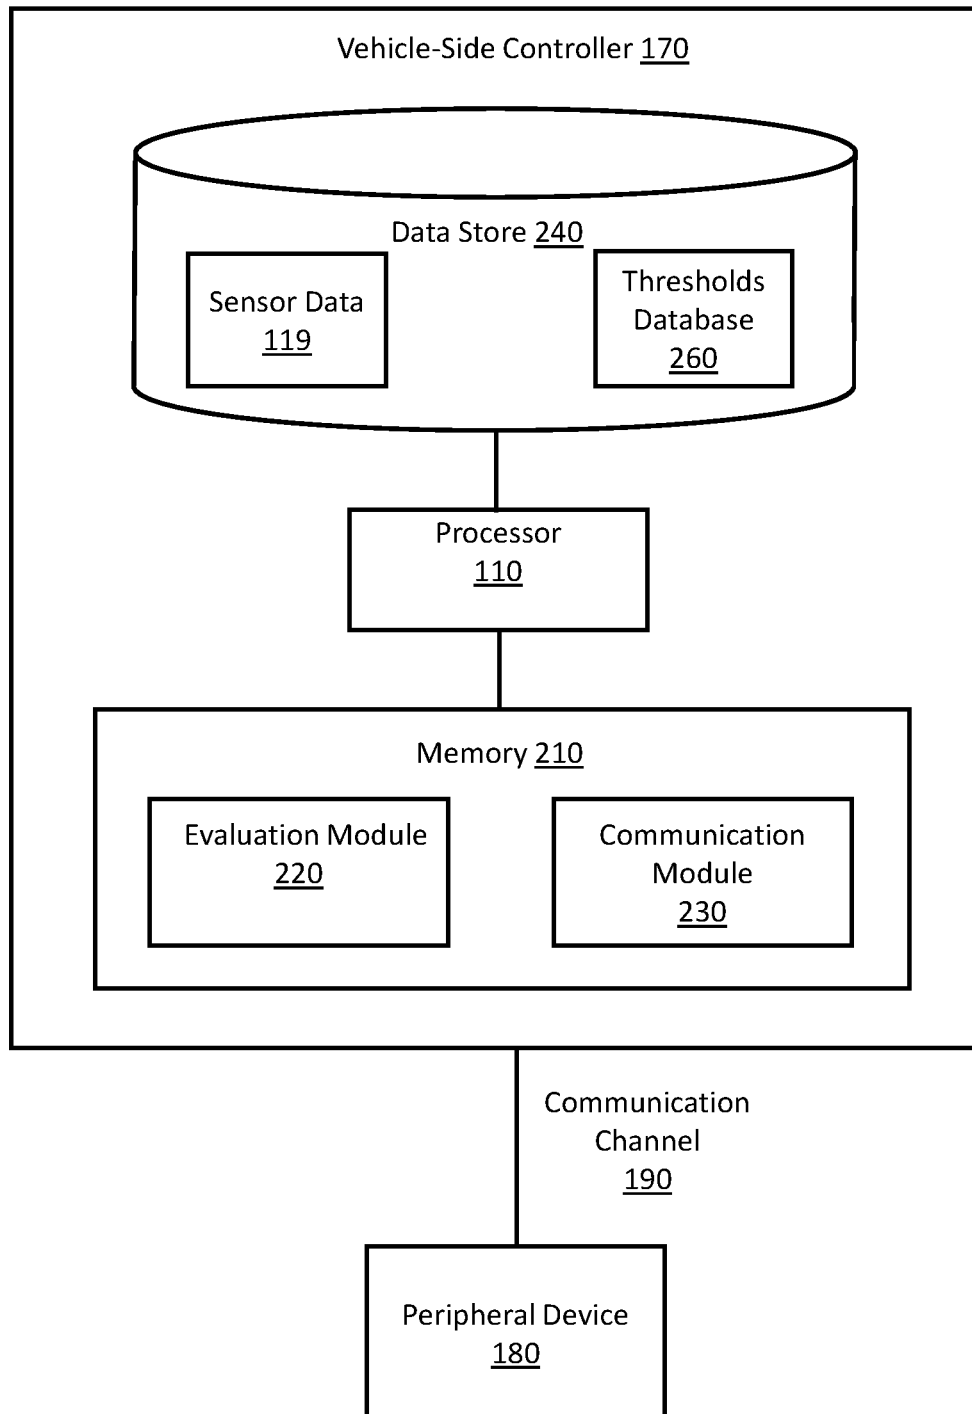 Vehicle-Side Controller 170
Data Store 240
Sensor Data
119
Thresholds
Database
260
Processor
110
Memory 210
Evaluation Module
220
Communication
Module
230
Communication
Channel
190
Peripheral Device
180